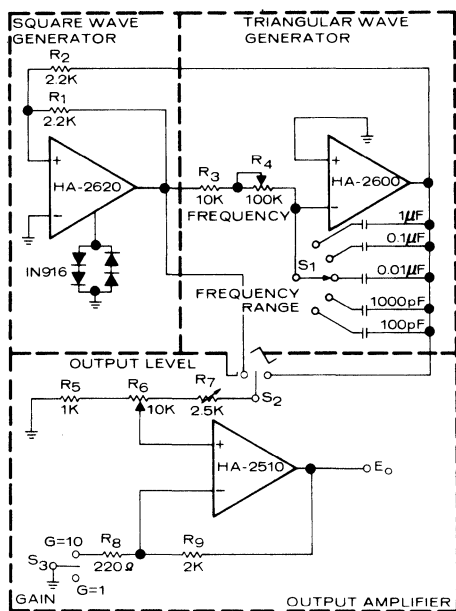 SQUARE WAVE
GENERATOR
TRIANGULAR WAVE
GENERATOR
R2
2.2K
R1
2.2K
+
HA-2620
−
IN916
R3
10K
R4
100K
FREQUENCY
+
HA-2600
−
1µF
0.1µF
S1
0.01µF
FREQUENCY
RANGE
1000pF
100pF
OUTPUT LEVEL
R5
1K
R6
10K
R7
2.5K
S2
+
HA-2510
−
EO
G=10
R8
220Ω
R9
2K
S3
G=1
GAIN
OUTPUT AMPLIFIER